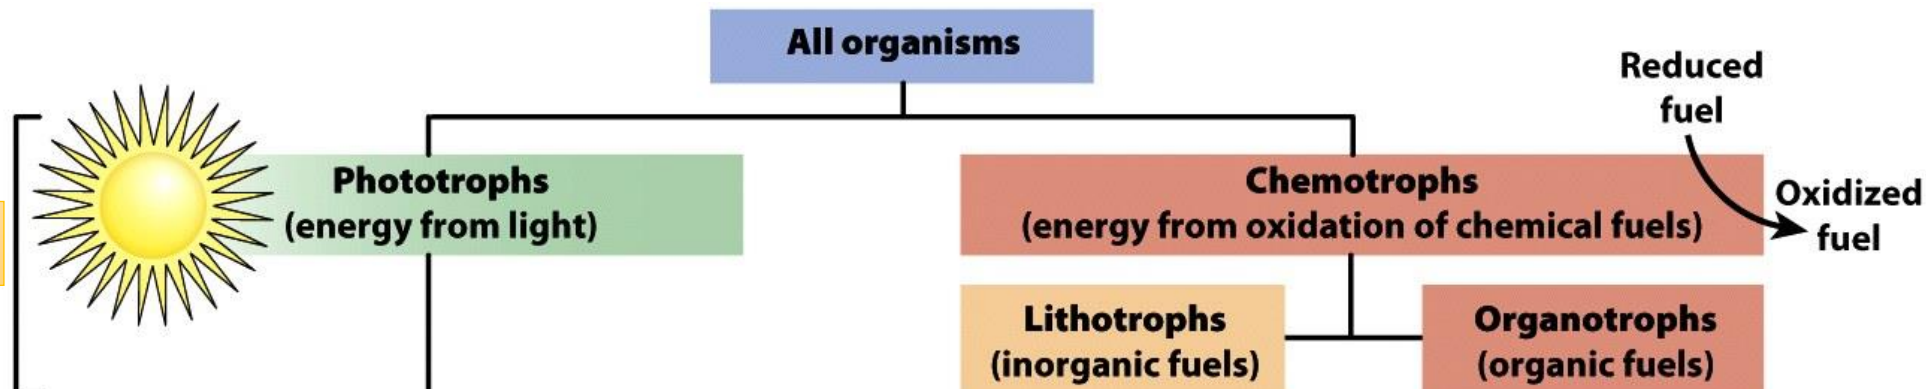 All organisms
Reduced
fuel
Phototrophs
(energy from light)
Chemotrophs
(energy from oxidation of chemical fuels)
Oxidized
fuel
Lithotrophs
(inorganic fuels)
Organotrophs
(organic fuels)